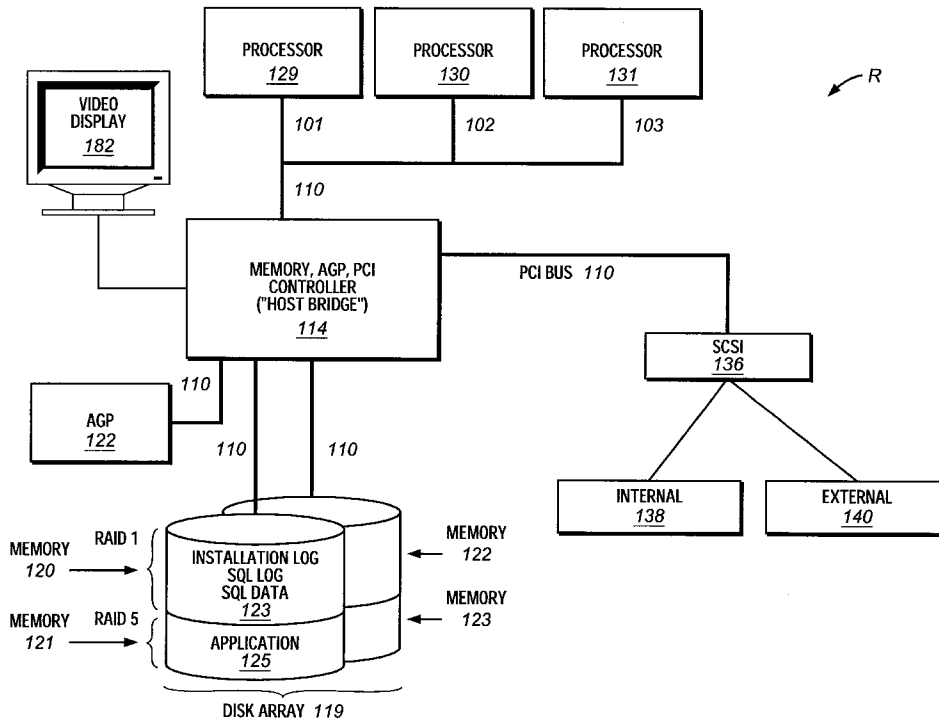 PROCESSOR
129
PROCESSOR
130
PROCESSOR
131
R
VIDEO
DISPLAY
182
101
102
103
110
MEMORY, AGP, PCI
CONTROLLER
("HOST BRIDGE")
114
PCI BUS 110
SCSI
136
110
AGP
122
110
110
INTERNAL
138
EXTERNAL
140
MEMORY
120
RAID 1
INSTALLATION LOG
SQL LOG
SQL DATA
123
MEMORY
122
MEMORY
121
RAID 5
APPLICATION
125
MEMORY
123
DISK ARRAY 119